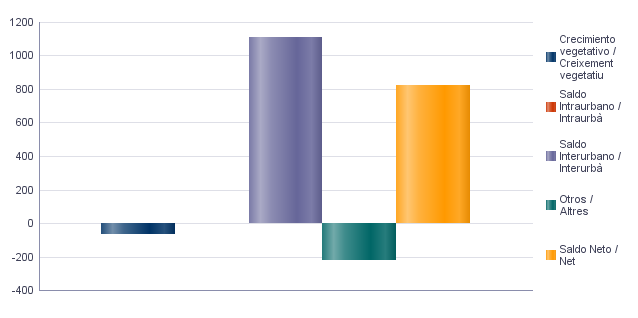 1200
1000
800
600
400
200
0
-200
-400
Crecimiento
vegetativo /
Creixement
vegetatiu
Saldo
Intraurbano /
Intraurbà
Saldo
Interurbano /
Interurbà
Otros /
Altres
Saldo Neto /
Net